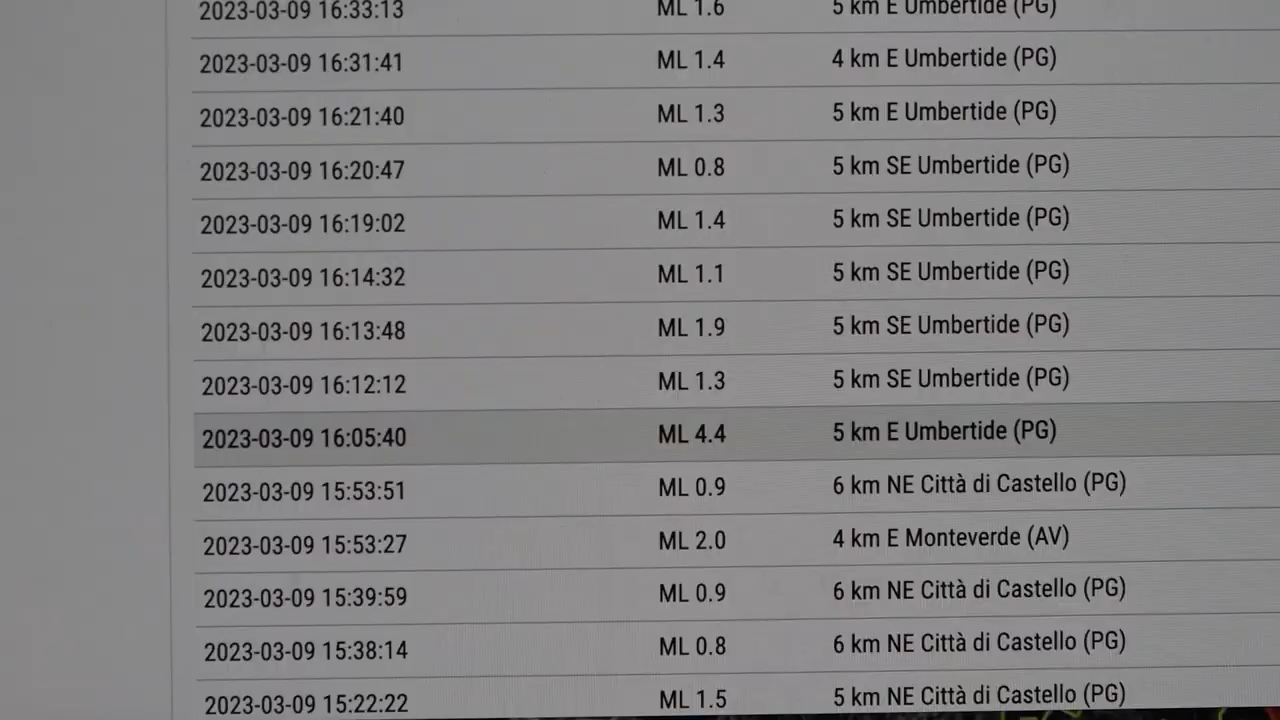 2023-03-09 16:33:13 ML 1.6 5 km E Umbertide (PG)
2023-03-09 16:31:41 ML 1.4 4 km E Umbertide (PG)
2023-03-09 16:21:40 ML 1.3 5 km E Umbertide (PG)
2023-03-09 16:20:47 ML 0.8 5 km SE Umbertide (PG)
2023-03-09 16:19:02 ML 1.4 5 km SE Umbertide (PG)
2023-03-09 16:14:32 ML 1.1 5 km SE Umbertide (PG)
2023-03-09 16:13:48 ML 1.9 5 km SE Umbertide (PG)
2023-03-09 16:12:12 ML 1.3 5 km SE Umbertide (PG)
2023-03-09 16:05:40 ML 4.4 5 km E Umbertide (PG)
2023-03-09 15:53:51 ML 0.9 6 km NE Città di Castello (PG)
2023-03-09 15:53:27 ML 2.0 4 km E Monteverde (AV)
2023-03-09 15:39:59 ML 0.9 6 km NE Città di Castello (PG)
2023-03-09 15:38:14 ML 0.8 6 km NE Città di Castello (PG)
2023-03-09 15:22:22 ML 1.5 5 km NE Città di Castello (PG)